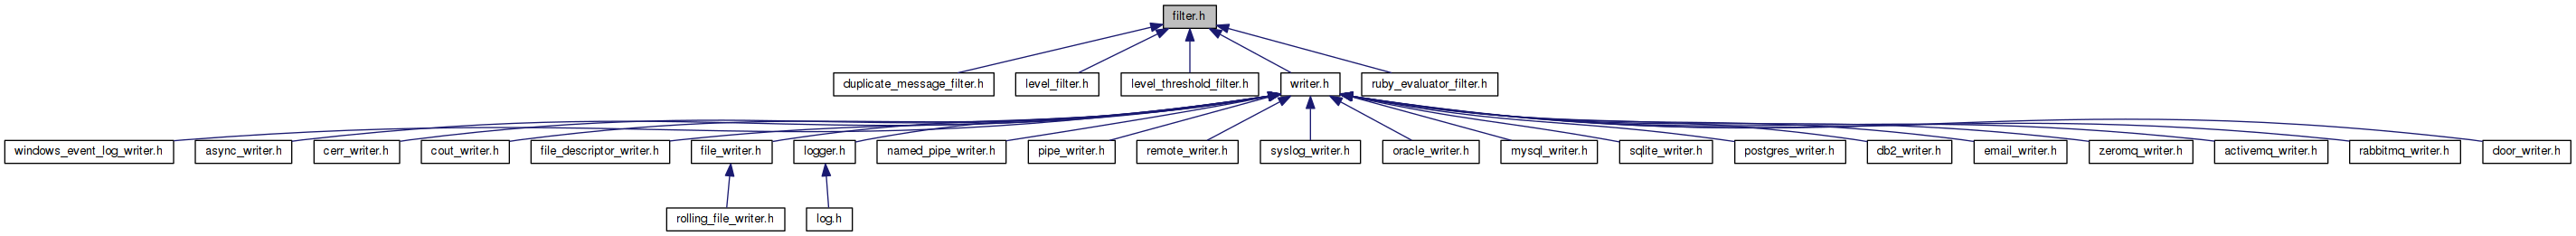 filter.h
duplicate_message_filter.h
level_filter.h
level_threshold_filter.h
writer.h
ruby_evaluator_filter.h
windows_event_log_writer.h
async_writer.h
cerr_writer.h
cout_writer.h
file_descriptor_writer.h
file_writer.h
logger.h
named_pipe_writer.h
pipe_writer.h
remote_writer.h
syslog_writer.h
oracle_writer.h
mysql_writer.h
sqlite_writer.h
postgres_writer.h
db2_writer.h
email_writer.h
zeromq_writer.h
activemq_writer.h
rabbitmq_writer.h
door_writer.h
rolling_file_writer.h
log.h